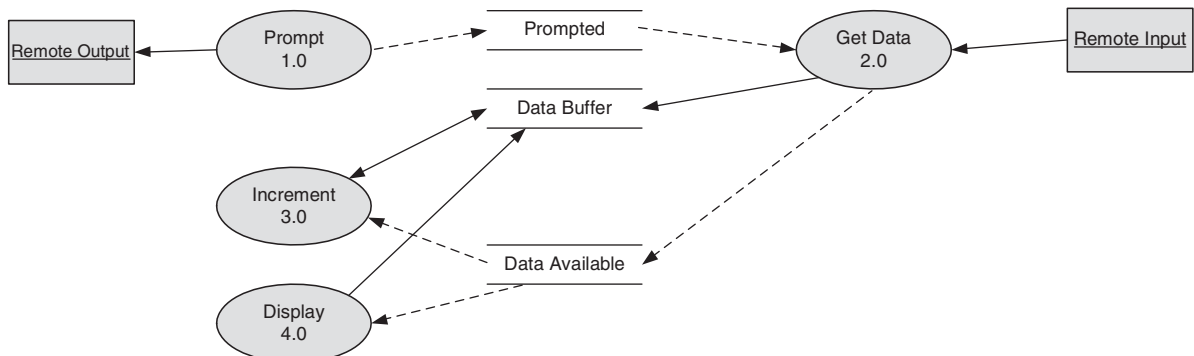 Remote Output
Prompt
1.0
Prompted
Get Data
2.0
Remote Input
Data Buffer
Increment
3.0
Data Available
Display
4.0